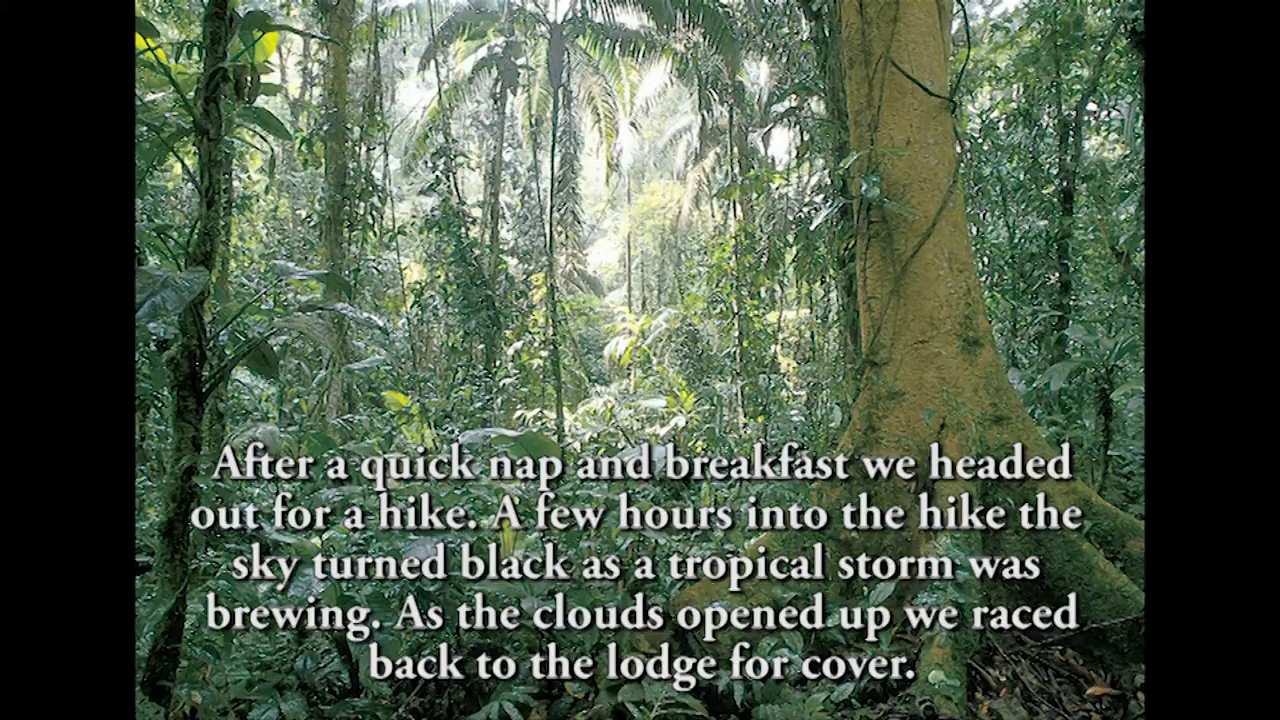 After a quick nap and breakfast we headed
out for a hike. A few hours into the hike the
sky turned black as a tropical storm was
brewing. As the clouds opened up we raced
back to the lodge for cover.